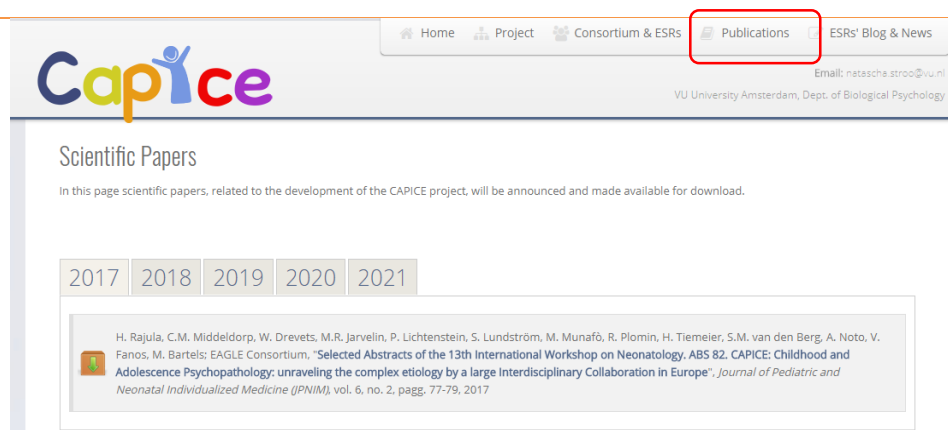 Home Project Consortium & ESRs Publications ESRs' Blog & News
Capice
Email: natascha.stroo@vu.nl
VU University Amsterdam, Dept. of Biological Psychology
Scientific Papers
In this page scientific papers, related to the development of the CAPICE project, will be announced and made available for download.
2017 2018 2019 2020 2021
H. Rajula, C.M. Middeldorp, W. Drevets, M.R. Jarvelin, P. Lichtenstein, S. Lundström, M. Munafò, R. Plomin, H. Tiemeier, S.M. van den Berg, A. Noto, V.
Fanos, M. Bartels; EAGLE Consortium, "Selected Abstracts of the 13th International Workshop on Neonatology. ABS 82. CAPICE: Childhood and
Adolescence Psychopathology: unraveling the complex etiology by a large Interdisciplinary Collaboration in Europe", Journal of Pediatric and
Neonatal Individualized Medicine (JPNIM), vol. 6, no. 2, pagg. 77-79, 2017